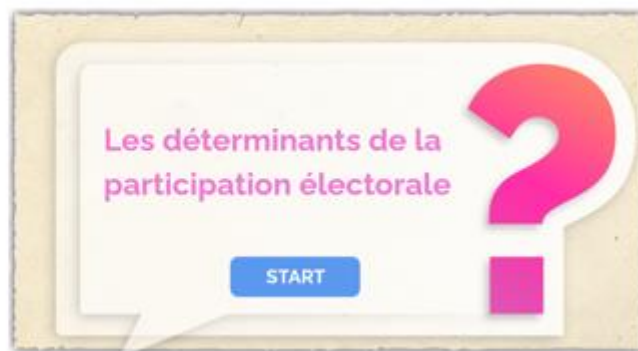 Les déterminants de la
participation électorale
START